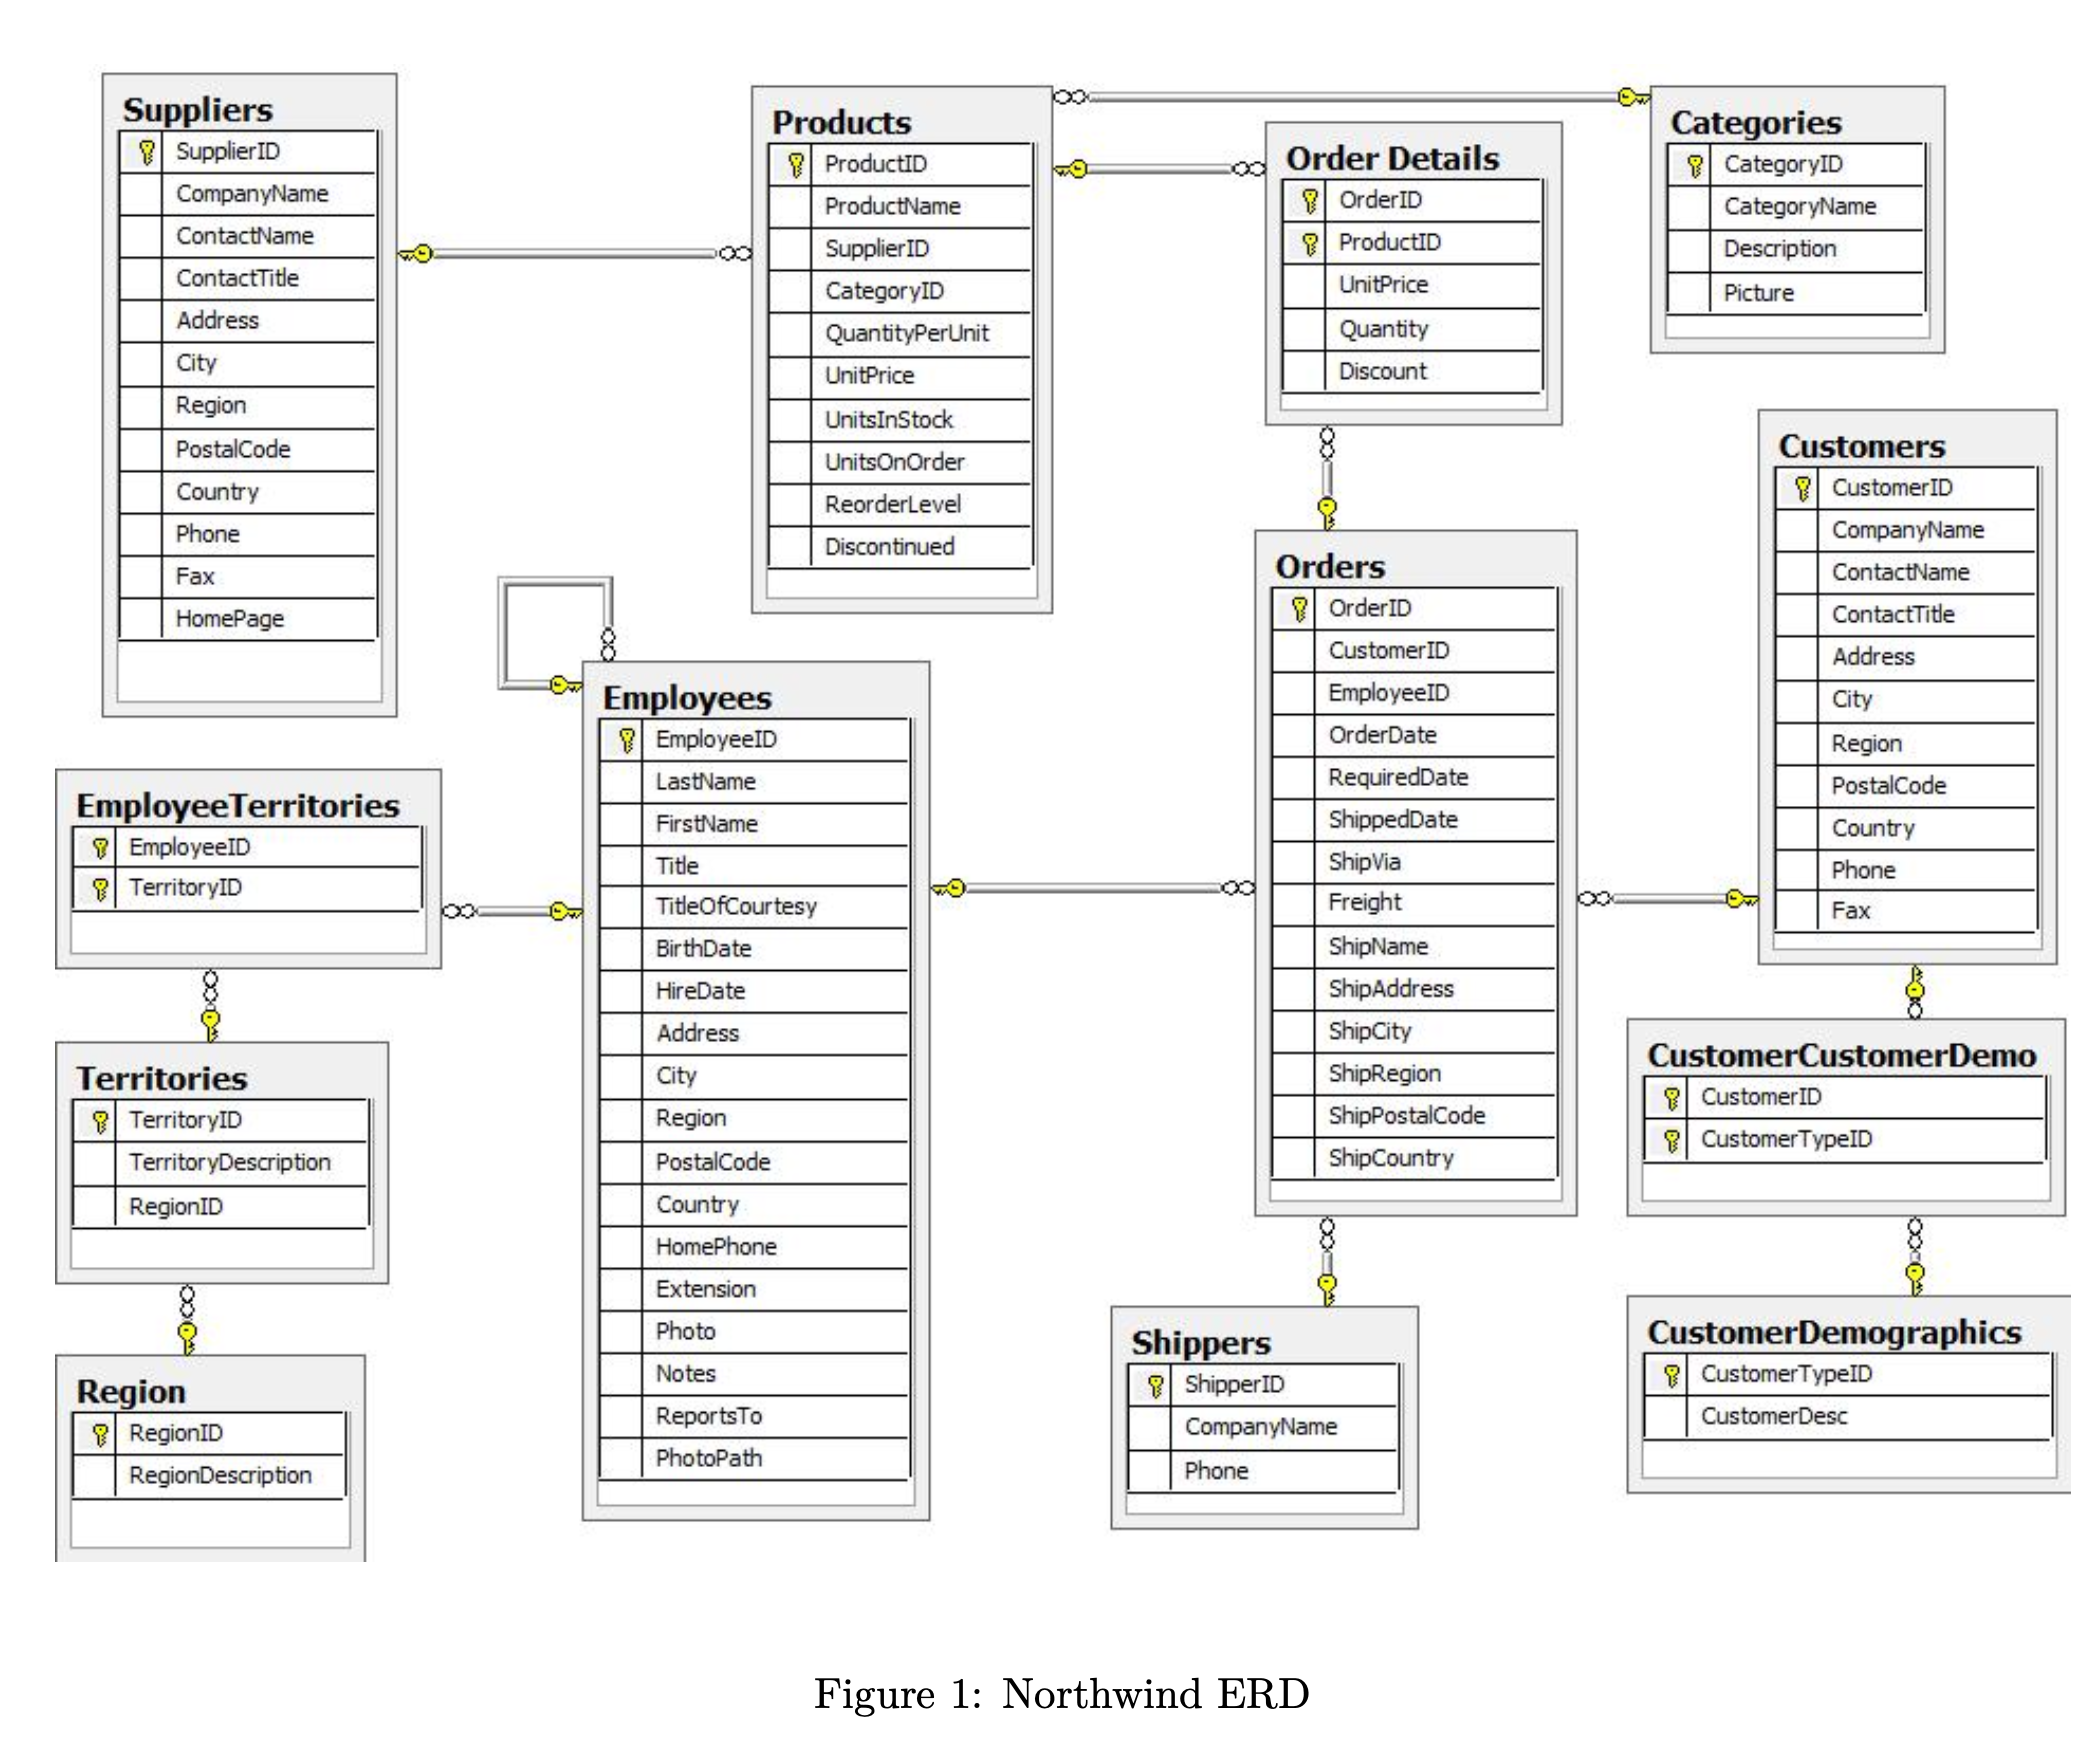 Suppliers
SupplierID
CompanyName
ContactName
ContactTitle
Address
City
Region
PostalCode
Country
Phone
Fax
HomePage
Products
ProductID
ProductName
SupplierID
CategoryID
QuantityPerUnit
UnitPrice
UnitsInStock
UnitsOnOrder
ReorderLevel
Discontinued
Order Details
OrderID
ProductID
UnitPrice
Quantity
Discount
Categories
CategoryID
CategoryName
Description
Picture
Customers
CustomerID
CompanyName
ContactName
ContactTitle
Address
City
Region
PostalCode
Country
Phone
Fax
Orders
OrderID
CustomerID
EmployeeID
OrderDate
RequiredDate
ShippedDate
ShipVia
Freight
ShipName
ShipAddress
ShipCity
ShipRegion
ShipPostalCode
ShipCountry
Employees
EmployeeID
LastName
FirstName
Title
TitleOfCourtesy
BirthDate
HireDate
Address
City
Region
PostalCode
Country
HomePhone
Extension
Photo
Notes
ReportsTo
PhotoPath
EmployeeTerritories
EmployeeID
TerritoryID
Territories
TerritoryID
TerritoryDescription
RegionID
Region
RegionID
RegionDescription
Shippers
ShipperID
CompanyName
Phone
CustomerCustomerDemo
CustomerID
CustomerTypeID
CustomerDemographics
CustomerTypeID
CustomerDesc
Figure 1: Northwind ERD